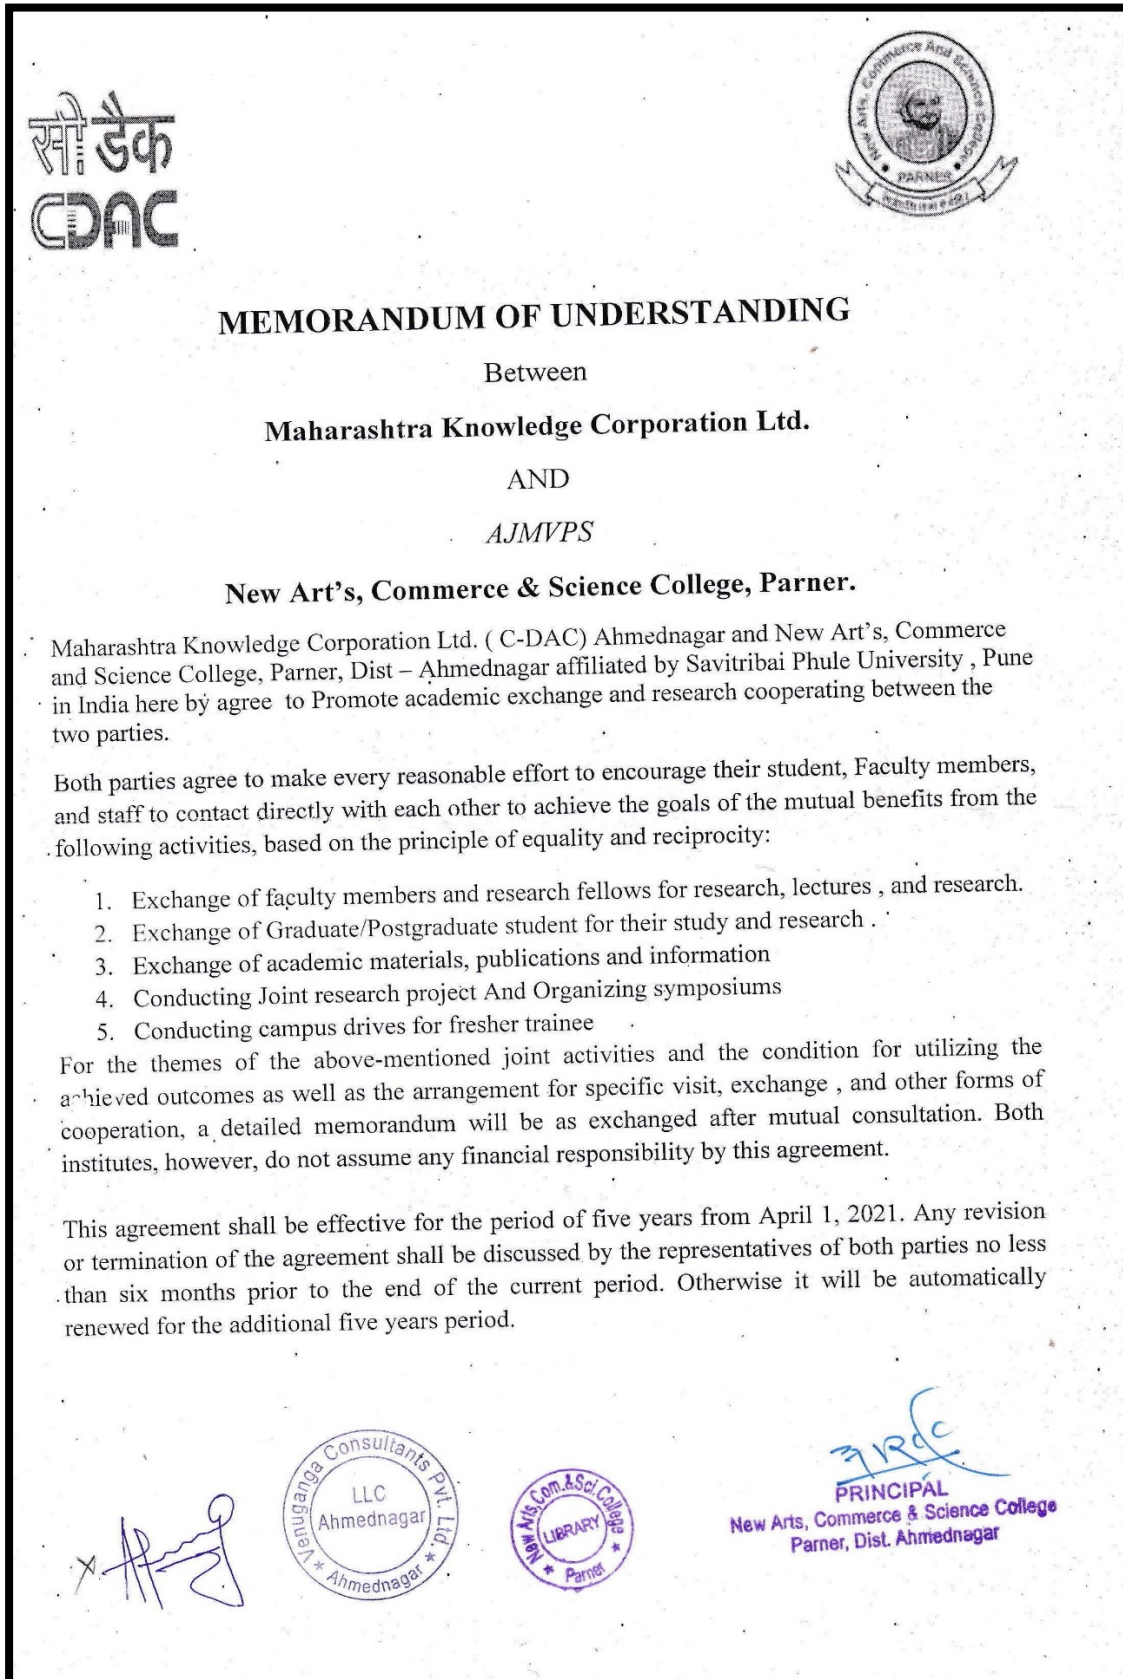 सी डैक
CDAC
New Arts, Commerce And Science College
PARNER
MEMORANDUM OF UNDERSTANDING
Between
Maharashtra Knowledge Corporation Ltd.
AND
AJMVPS
New Art's, Commerce & Science College, Parner.
Maharashtra Knowledge Corporation Ltd. ( C-DAC) Ahmednagar and New Art's, Commerce
and Science College, Parner, Dist – Ahmednagar affiliated by Savitribai Phule University , Pune
in India here by agree to Promote academic exchange and research cooperating between the
two parties.
Both parties agree to make every reasonable effort to encourage their student, Faculty members,
and staff to contact directly with each other to achieve the goals of the mutual benefits from the
following activities, based on the principle of equality and reciprocity:
1. Exchange of faculty members and research fellows for research, lectures , and research.
2. Exchange of Graduate/Postgraduate student for their study and research .
3. Exchange of academic materials, publications and information
4. Conducting Joint research project And Organizing symposiums
5. Conducting campus drives for fresher trainee
For the themes of the above-mentioned joint activities and the condition for utilizing the
achieved outcomes as well as the arrangement for specific visit, exchange , and other forms of
cooperation, a detailed memorandum will be as exchanged after mutual consultation. Both
institutes, however, do not assume any financial responsibility by this agreement.
This agreement shall be effective for the period of five years from April 1, 2021. Any revision
or termination of the agreement shall be discussed by the representatives of both parties no less
than six months prior to the end of the current period. Otherwise it will be automatically
renewed for the additional five years period.
Venuganga Consultants Pvt. Ltd.
LLC
Ahmednagar
Ahmednagar
New Arts,Com.&Sci.College
LIBRARY
Parner
PRINCIPAL
New Arts, Commerce & Science College
Parner, Dist. Ahmednagar